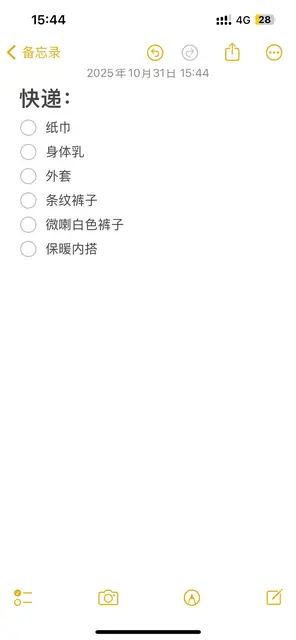 15:44
4G 28
备忘录
2025年10月31日 15:44
快递：
纸巾
身体乳
外套
条纹裤子
微喇白色裤子
保暖内搭